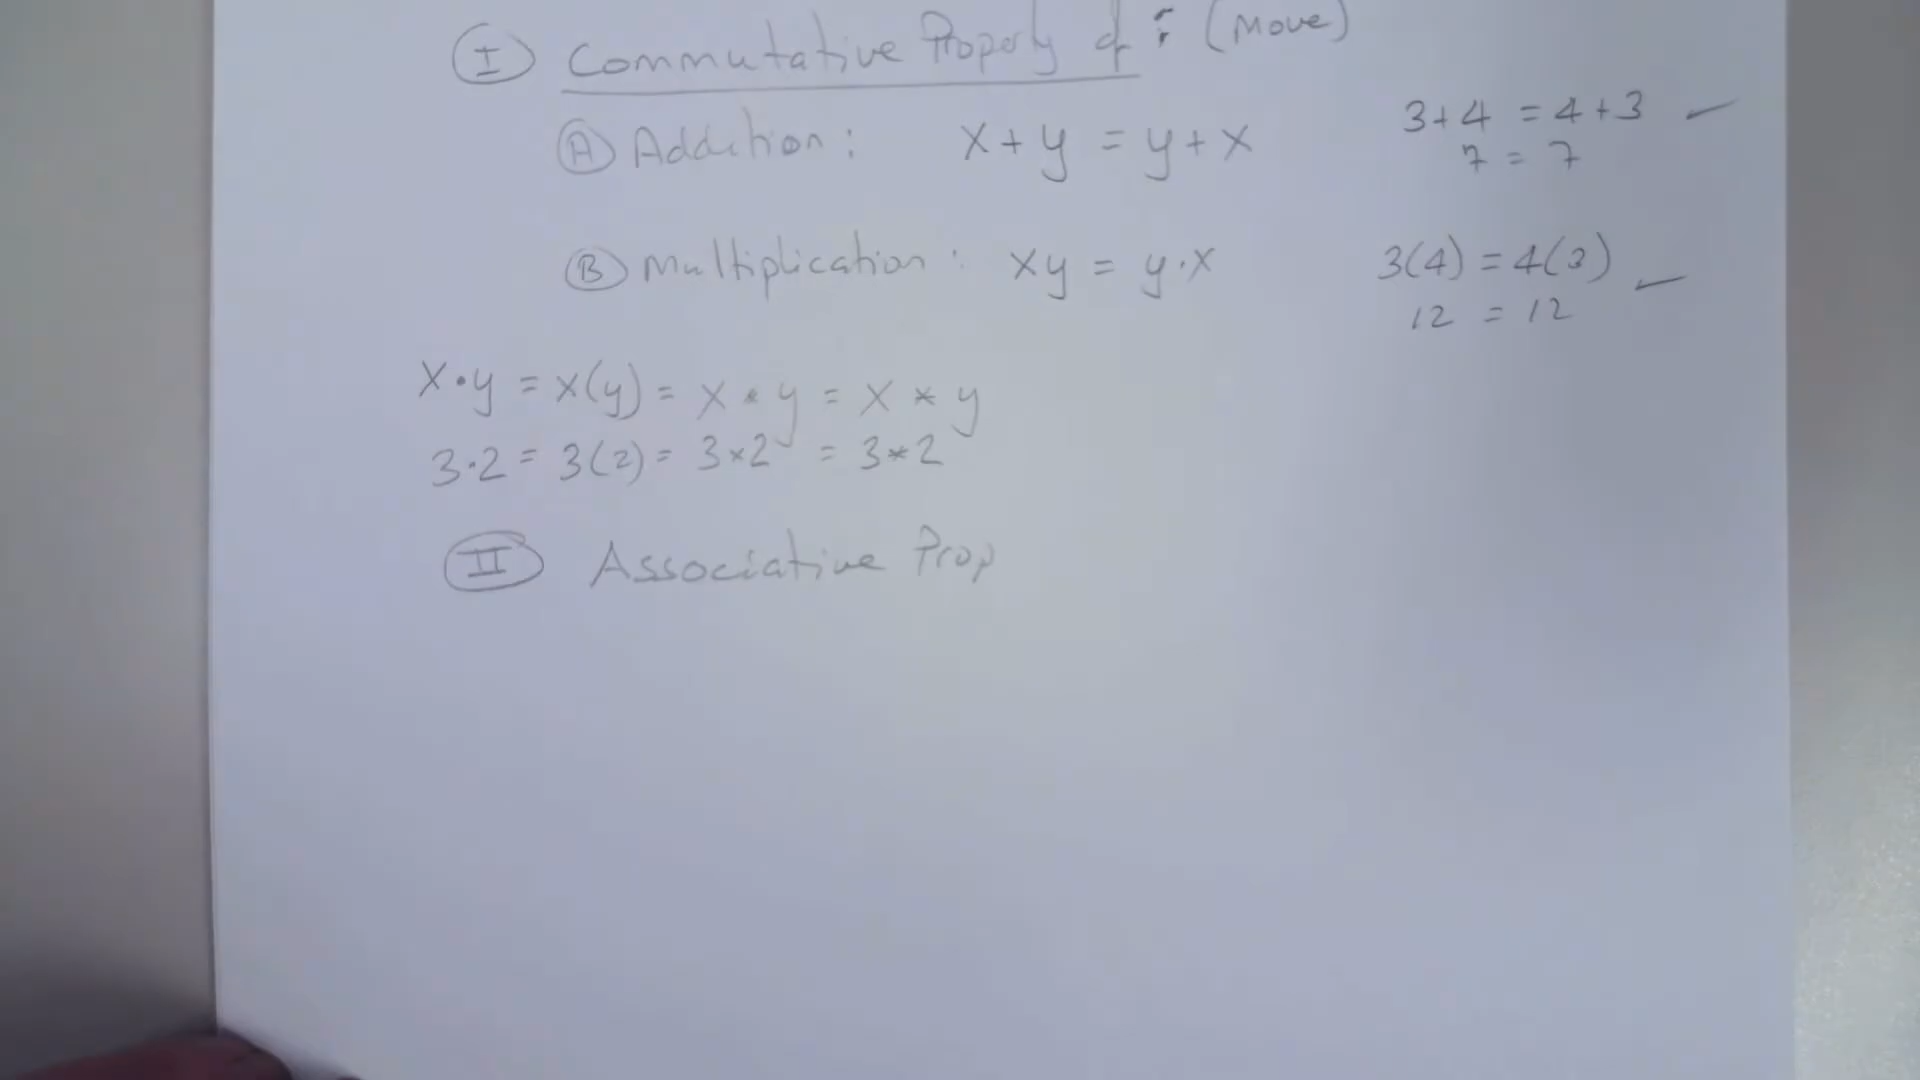 I Commutative Property of : (Move)
A Addition : x + y = y + x 3+4 = 4+3
7 = 7
B Multiplication : xy = y·x 3(4) = 4(3)
12 = 12
x·y = x(y) = x × y = x * y
3·2 = 3(2) = 3×2 = 3*2
II Associative Prop